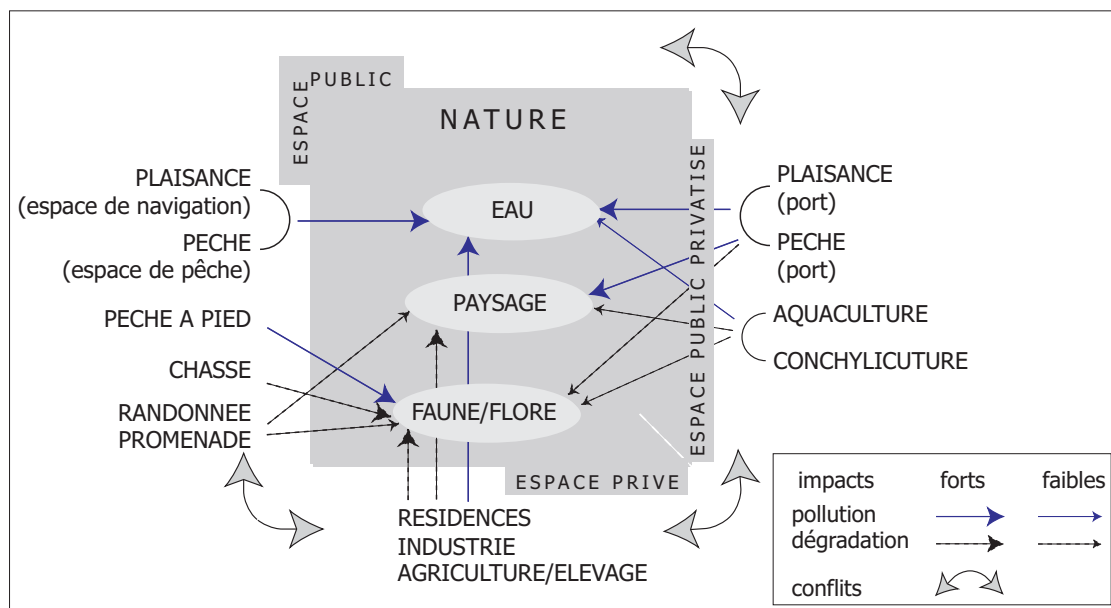 ESPACE
PUBLIC
NATURE
PLAISANCE
(espace de navigation)
PECHE
(espace de pêche)
PECHE A PIED
CHASSE
RANDONNEE
PROMENADE
EAU
PAYSAGE
FAUNE/FLORE
ESPACE PUBLIC PRIVATISE
PLAISANCE
(port)
PECHE
(port)
AQUACULTURE
CONCHYLICUTURE
ESPACE PRIVE
RESIDENCES
INDUSTRIE
AGRICULTURE/ELEVAGE
impacts forts faibles
pollution
dégradation
conflits